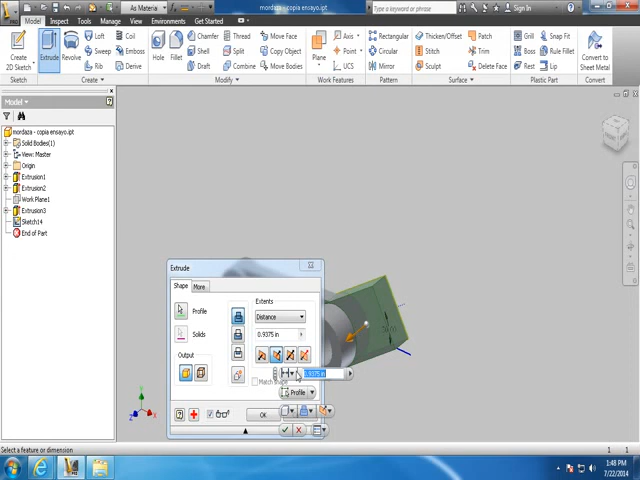 As Material
mordaza - copia ensayo.ipt
Type a keyword or phrase
Sign In
PRO
Model Inspect Tools Manage View Environments Get Started
Create 2D Sketch
Extrude
Revolve
Loft
Sweep
Rib
Coil
Emboss
Derive
Hole
Fillet
Chamfer
Shell
Draft
Thread
Split
Combine
Move Face
Copy Object
Move Bodies
Plane
Axis
Point
UCS
Rectangular
Circular
Mirror
Thicken/Offset
Stitch
Sculpt
Patch
Trim
Delete Face
Grill
Boss
Rest
Snap Fit
Rule Fillet
Lip
Convert to Sheet Metal
Sketch
Create
Modify
Work Features
Pattern
Surface
Plastic Part
Convert
Model
mordaza - copia ensayo.ipt
Solid Bodies(1)
View: Master
Origin
Extrusion1
Extrusion2
Work Plane1
Extrusion3
Sketch14
End of Part
Extrude
Shape More
Profile
Solids
Output
Extents
Distance
0.9375 in
Match shape
OK
0.9375 in
Profile
Select a feature or dimension
1 1
1:48 PM
7/22/2014